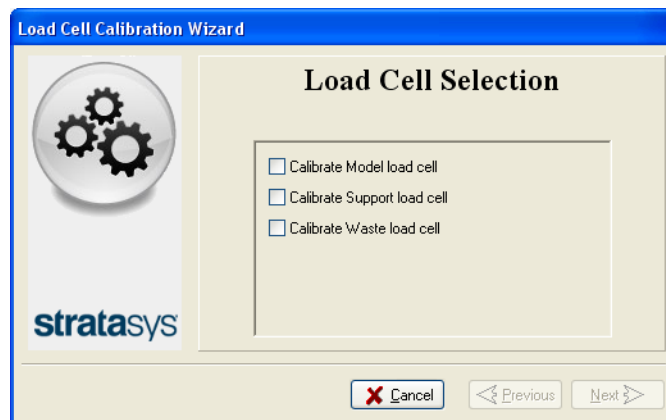 Load Cell Calibration Wizard
Load Cell Selection
Calibrate Model load cell
Calibrate Support load cell
Calibrate Waste load cell
stratasys
Cancel
Previous
Next